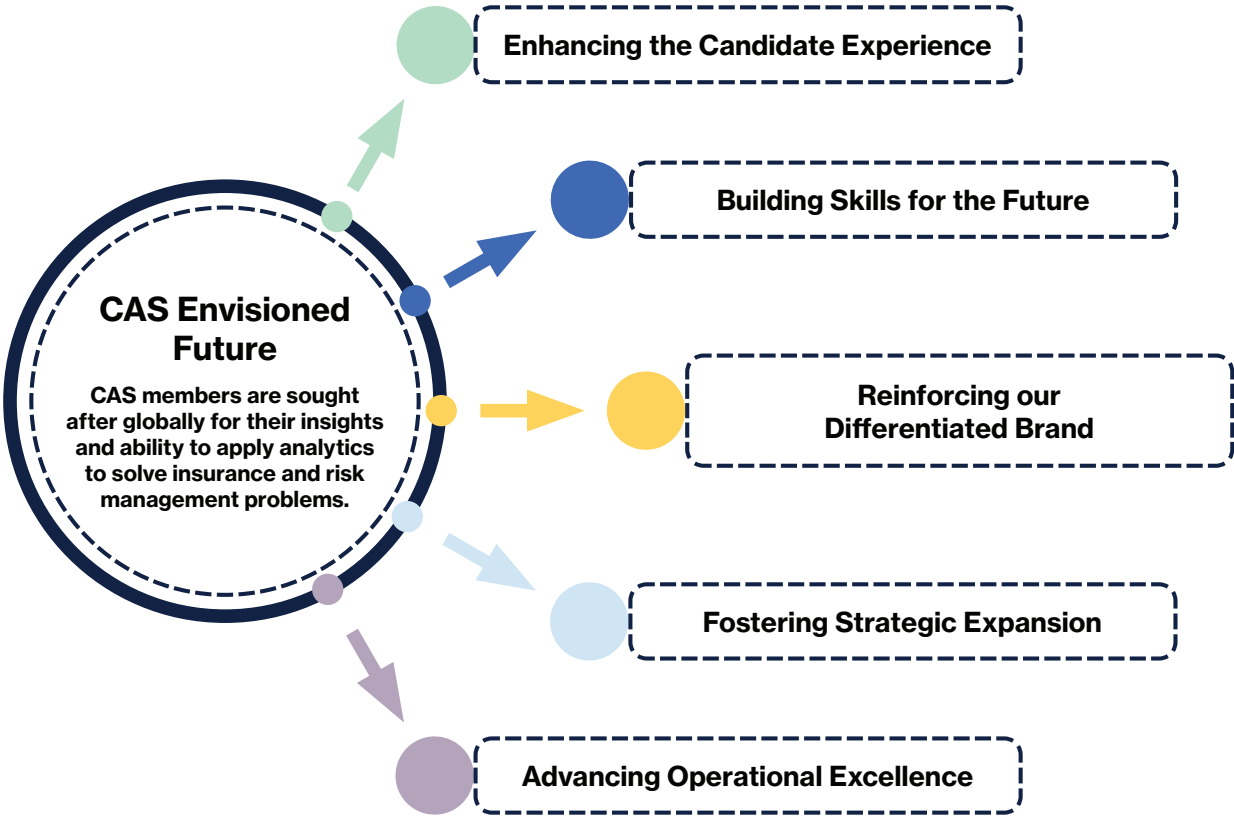 Enhancing the Candidate Experience
Building Skills for the Future
CAS Envisioned
Future
CAS members are sought
after globally for their insights
and ability to apply analytics
to solve insurance and risk
management problems.
Reinforcing our
Differentiated Brand
Fostering Strategic Expansion
Advancing Operational Excellence